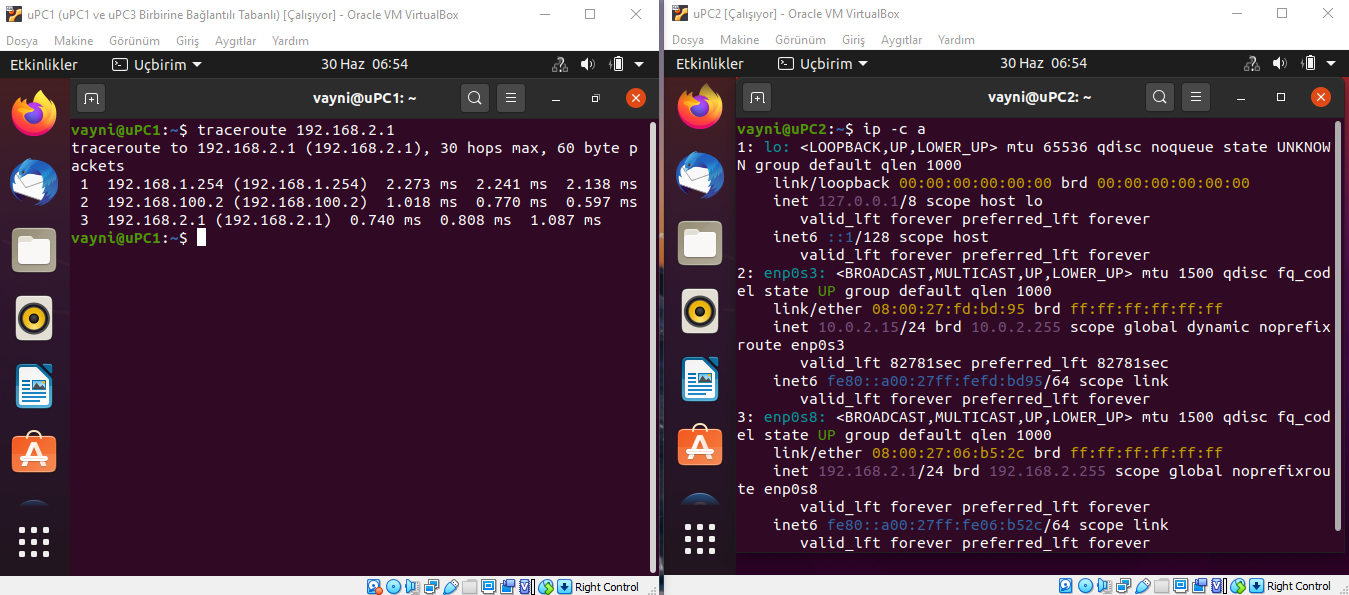 uPC1 (uPC1 ve uPC3 Birbirine Bağlantılı Tabanlı) [Çalışıyor] - Oracle VM VirtualBox
Dosya Makine Görünüm Giriş Aygıtlar Yardım
Etkinlikler Uçbirim 30 Haz 06:54
vayni@uPC1: ~
vayni@uPC1:~$ traceroute 192.168.2.1
traceroute to 192.168.2.1 (192.168.2.1), 30 hops max, 60 byte p
ackets
1 192.168.1.254 (192.168.1.254) 2.273 ms 2.241 ms 2.138 ms
2 192.168.100.2 (192.168.100.2) 1.018 ms 0.770 ms 0.597 ms
3 192.168.2.1 (192.168.2.1) 0.740 ms 0.808 ms 1.087 ms
vayni@uPC1:~$
Right Control
uPC2 [Çalışıyor] - Oracle VM VirtualBox
Dosya Makine Görünüm Giriş Aygıtlar Yardım
Etkinlikler Uçbirim 30 Haz 06:54
vayni@uPC2: ~
vayni@uPC2:~$ ip -c a
1: lo: <LOOPBACK,UP,LOWER_UP> mtu 65536 qdisc noqueue state UNKNOW
N group default qlen 1000
link/loopback 00:00:00:00:00:00 brd 00:00:00:00:00:00
inet 127.0.0.1/8 scope host lo
valid_lft forever preferred_lft forever
inet6 ::1/128 scope host
valid_lft forever preferred_lft forever
2: enp0s3: <BROADCAST,MULTICAST,UP,LOWER_UP> mtu 1500 qdisc fq_cod
el state UP group default qlen 1000
link/ether 08:00:27:fd:bd:95 brd ff:ff:ff:ff:ff:ff
inet 10.0.2.15/24 brd 10.0.2.255 scope global dynamic noprefix
route enp0s3
valid_lft 82781sec preferred_lft 82781sec
inet6 fe80::a00:27ff:fefd:bd95/64 scope link
valid_lft forever preferred_lft forever
3: enp0s8: <BROADCAST,MULTICAST,UP,LOWER_UP> mtu 1500 qdisc fq_cod
el state UP group default qlen 1000
link/ether 08:00:27:06:b5:2c brd ff:ff:ff:ff:ff:ff
inet 192.168.2.1/24 brd 192.168.2.255 scope global noprefixrou
te enp0s8
valid_lft forever preferred_lft forever
inet6 fe80::a00:27ff:fe06:b52c/64 scope link
valid_lft forever preferred_lft forever
Right Control